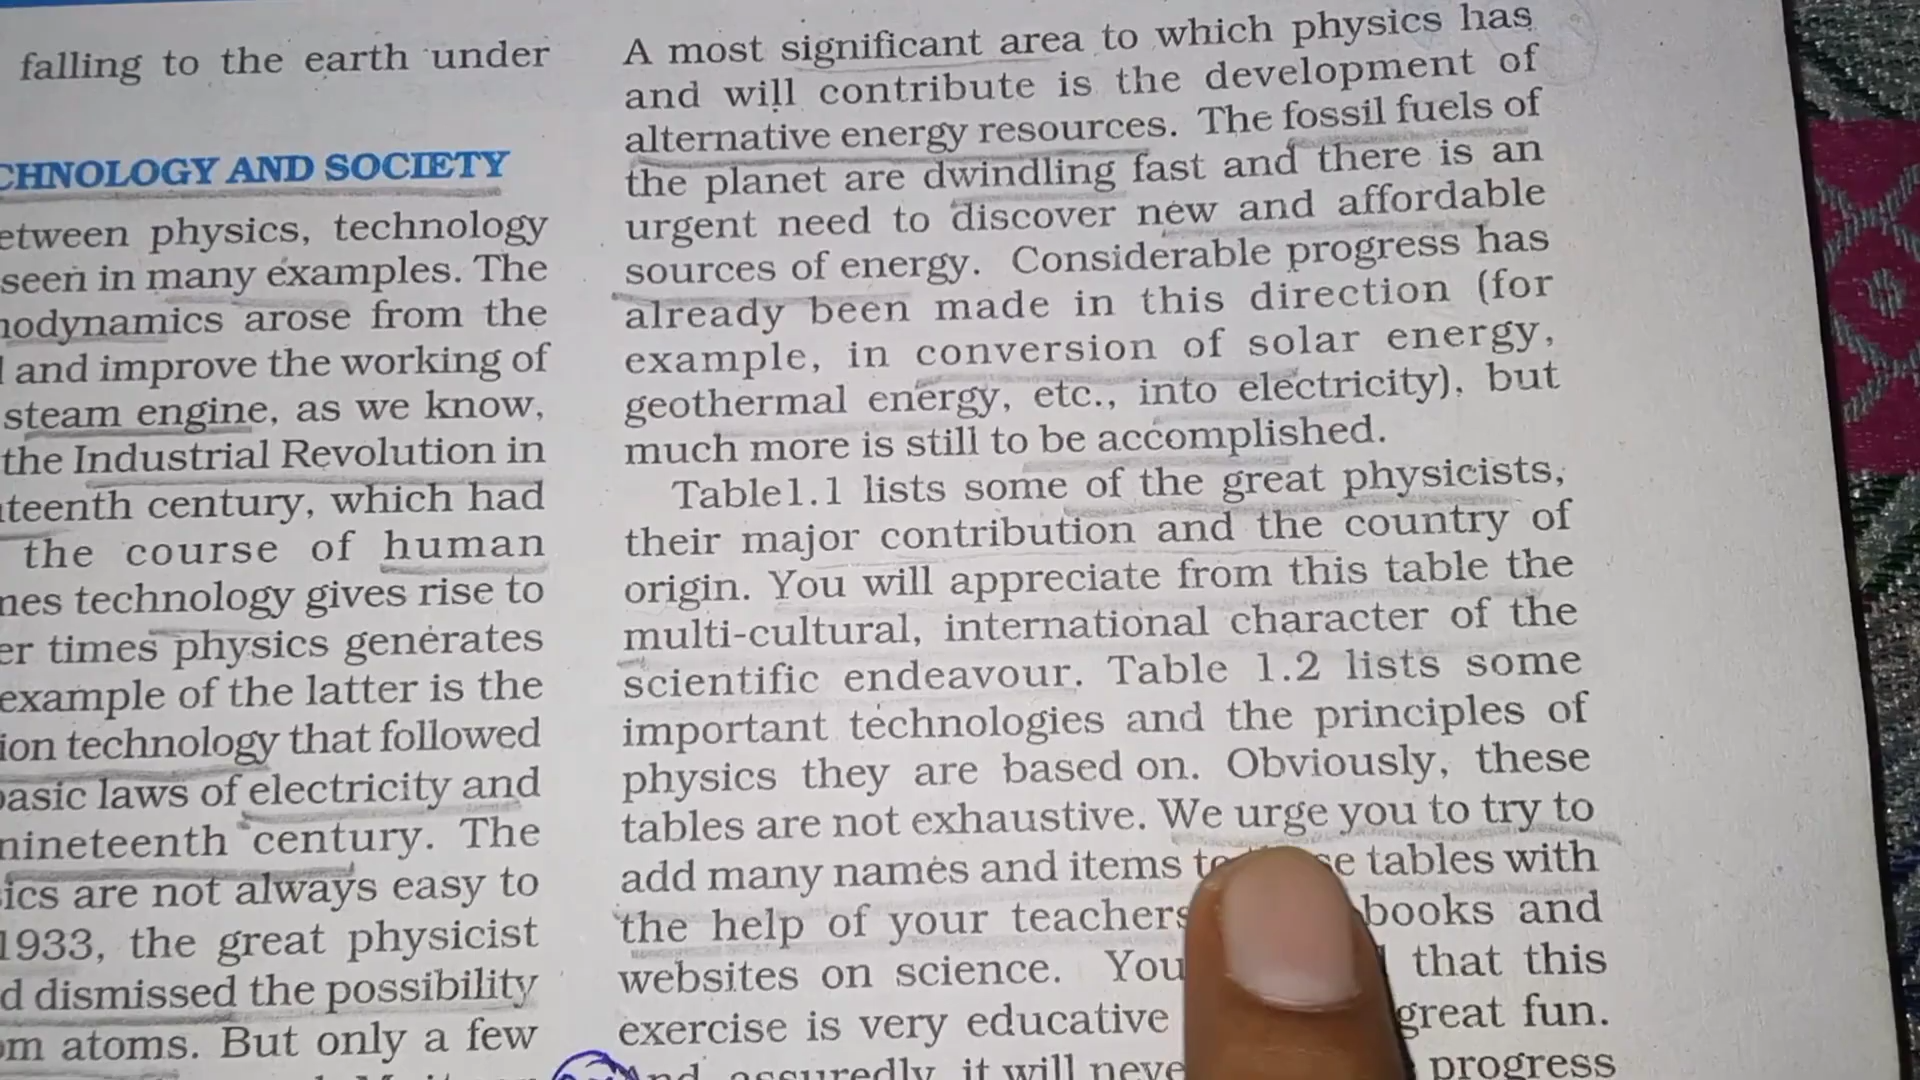 falling to the earth under
CHNOLOGY AND SOCIETY
etween physics, technology
seen in many examples. The
nodynamics arose from the
and improve the working of
steam engine, as we know,
the Industrial Revolution in
teenth century, which had
the course of human
nes technology gives rise to
er times physics generates
example of the latter is the
ion technology that followed
basic laws of electricity and
nineteenth century. The
ics are not always easy to
1933, the great physicist
d dismissed the possibility
om atoms. But only a few
A most significant area to which physics has
and will contribute is the development of
alternative energy resources. The fossil fuels of
the planet are dwindling fast and there is an
urgent need to discover new and affordable
sources of energy. Considerable progress has
already been made in this direction (for
example, in conversion of solar energy,
geothermal energy, etc., into electricity), but
much more is still to be accomplished.
Table1.1 lists some of the great physicists,
their major contribution and the country of
origin. You will appreciate from this table the
multi-cultural, international character of the
scientific endeavour. Table 1.2 lists some
important technologies and the principles of
physics they are based on. Obviously, these
tables are not exhaustive. We urge you to try to
add many names and items tables with
the help of your teachers books and
websites on science. You that this
exercise is very educative great fun.
And assuredly, it will neve progress